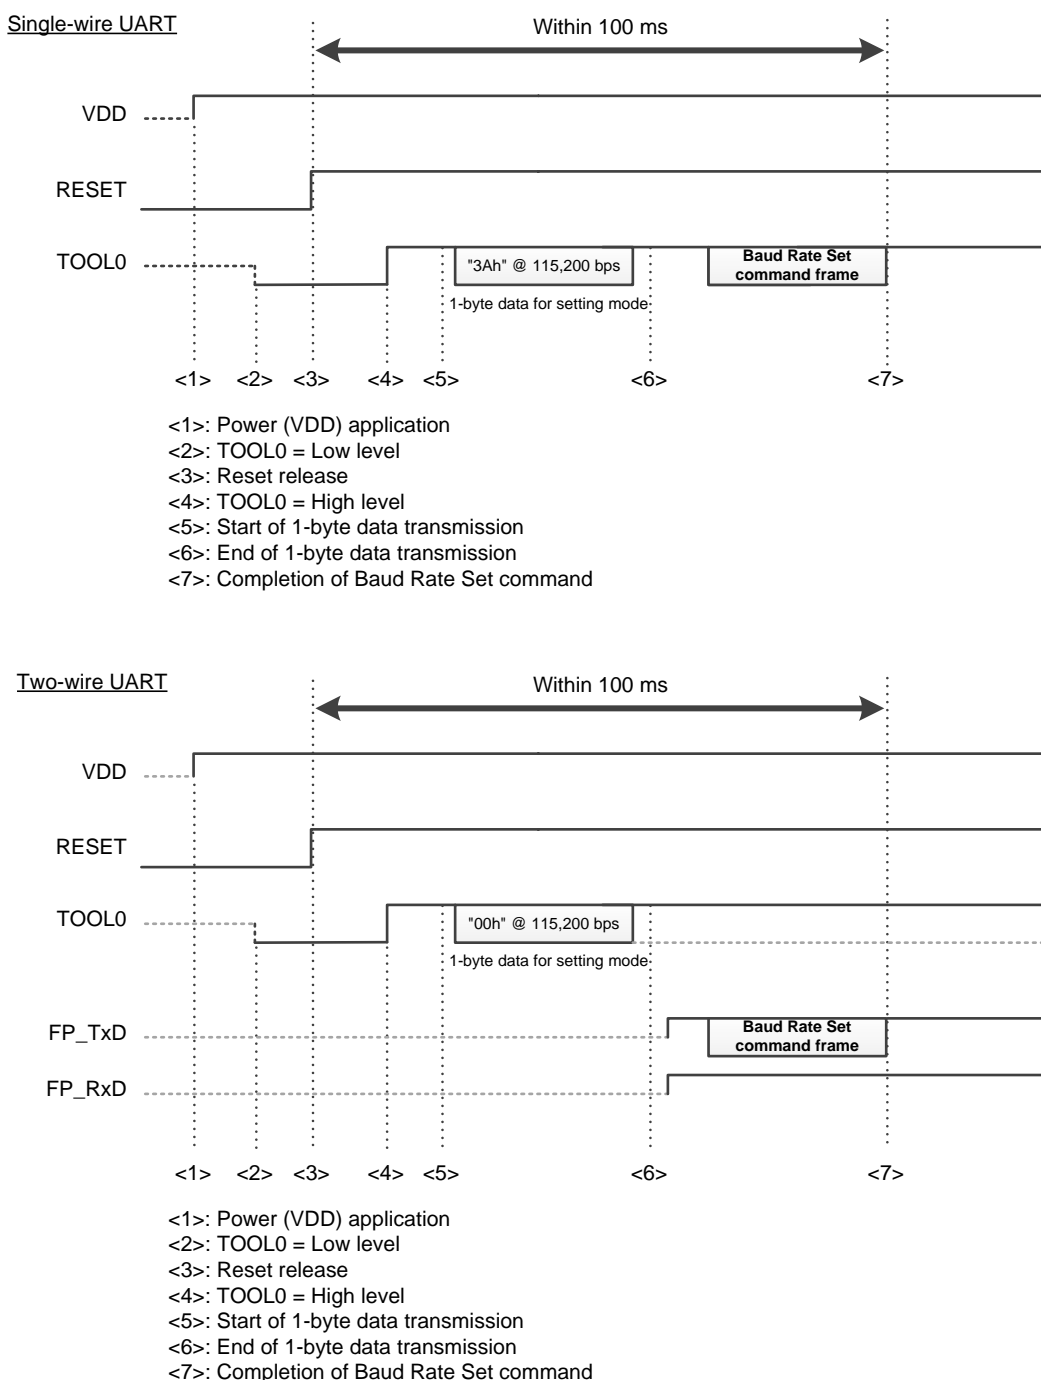 Single-wire UART
Within 100 ms
VDD
RESET
TOOL0
"3Ah" @ 115,200 bps
Baud Rate Set
command frame
1-byte data for setting mode
<1> <2> <3> <4> <5> <6> <7>
<1>: Power (VDD) application
<2>: TOOL0 = Low level
<3>: Reset release
<4>: TOOL0 = High level
<5>: Start of 1-byte data transmission
<6>: End of 1-byte data transmission
<7>: Completion of Baud Rate Set command
Two-wire UART
Within 100 ms
VDD
RESET
TOOL0
"00h" @ 115,200 bps
1-byte data for setting mode
FP_TxD
Baud Rate Set
command frame
FP_RxD
<1> <2> <3> <4> <5> <6> <7>
<1>: Power (VDD) application
<2>: TOOL0 = Low level
<3>: Reset release
<4>: TOOL0 = High level
<5>: Start of 1-byte data transmission
<6>: End of 1-byte data transmission
<7>: Completion of Baud Rate Set command